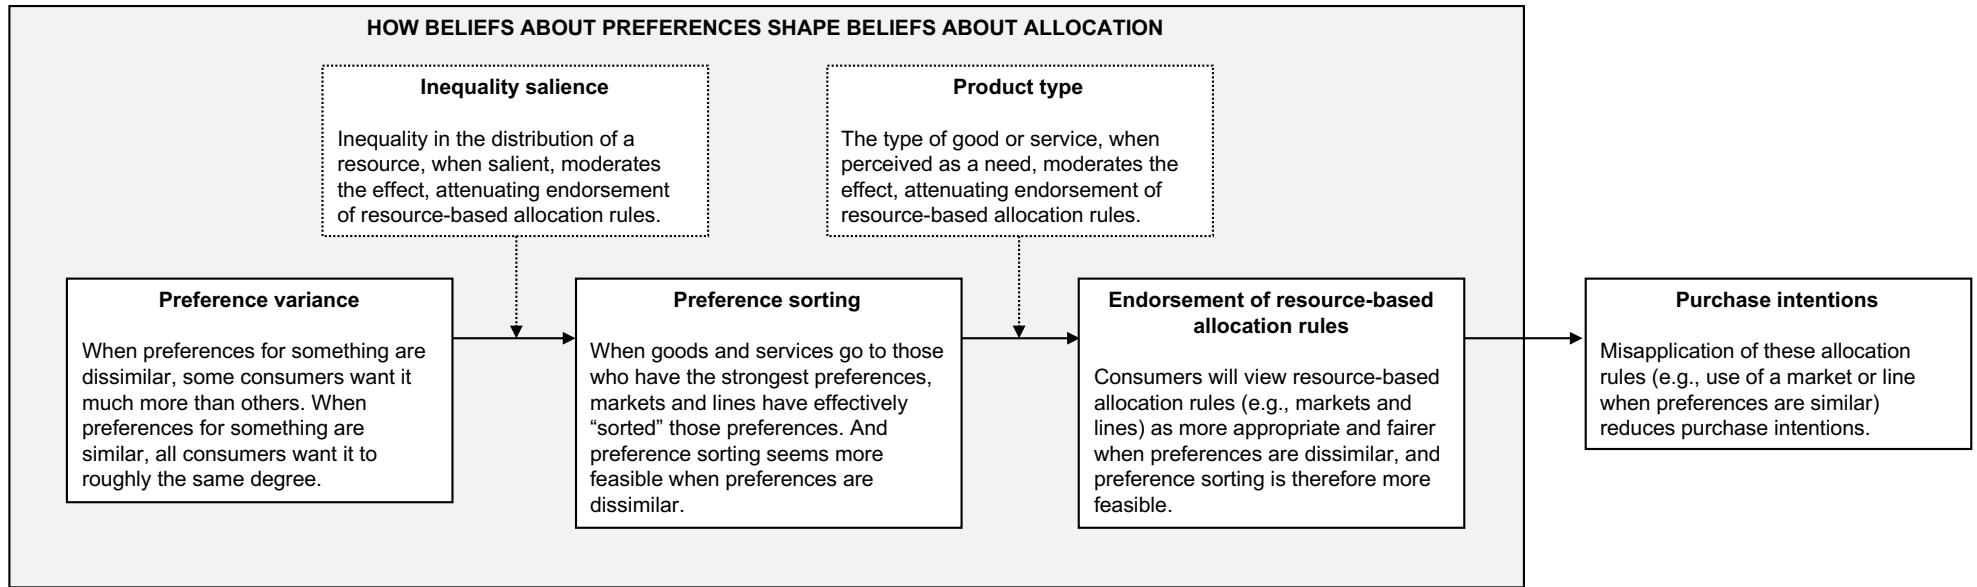 HOW BELIEFS ABOUT PREFERENCES SHAPE BELIEFS ABOUT ALLOCATION
Inequality salience
Inequality in the distribution of a
resource, when salient, moderates
the effect, attenuating endorsement
of resource-based allocation rules.
Product type
The type of good or service, when
perceived as a need, moderates the
effect, attenuating endorsement of
resource-based allocation rules.
Preference variance
When preferences for something are
dissimilar, some consumers want it
much more than others. When
preferences for something are
similar, all consumers want it to
roughly the same degree.
Preference sorting
When goods and services go to those
who have the strongest preferences,
markets and lines have effectively
“sorted” those preferences. And
preference sorting seems more
feasible when preferences are
dissimilar.
Endorsement of resource-based
allocation rules
Consumers will view resource-based
allocation rules (e.g., markets and
lines) as more appropriate and fairer
when preferences are dissimilar, and
preference sorting is therefore more
feasible.
Purchase intentions
Misapplication of these allocation
rules (e.g., use of a market or line
when preferences are similar)
reduces purchase intentions.